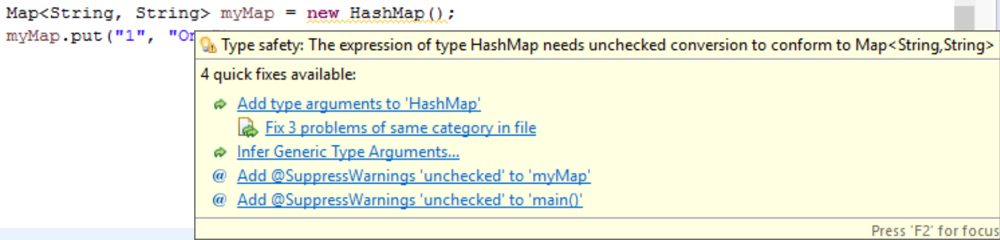 Map<String, String> myMap = new HashMap();
myMap.put("1", "On
Type safety: The expression of type HashMap needs unchecked conversion to conform to Map<String,String>
4 quick fixes available:
Add type arguments to 'HashMap'
Fix 3 problems of same category in file
Infer Generic Type Arguments...
@ Add @SuppressWarnings 'unchecked' to 'myMap'
@ Add @SuppressWarnings 'unchecked' to 'main()'
Press 'F2' for focus